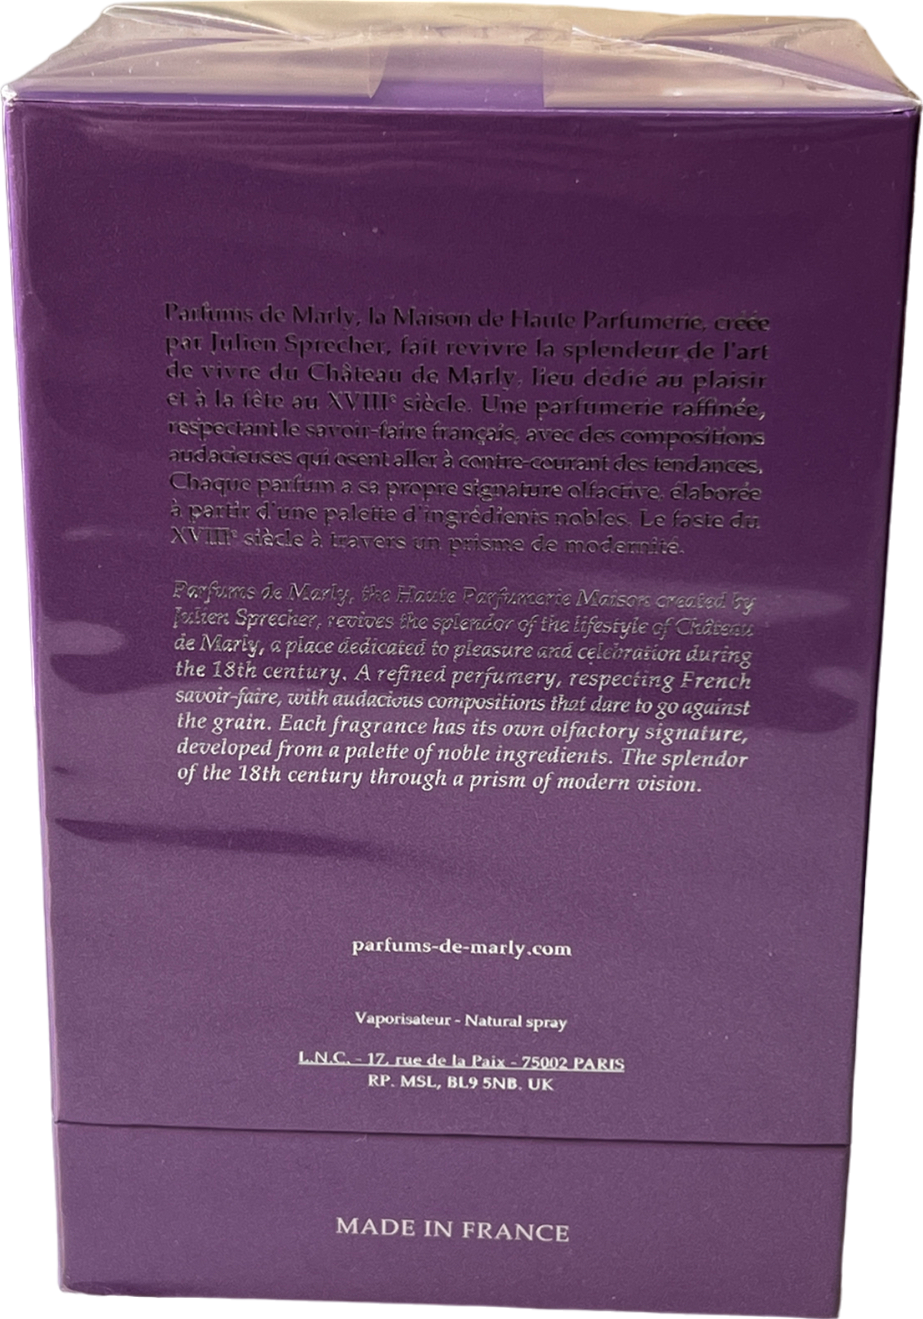 Parfums de Marly, la Maison de Haute Parfumerie, créée
par Julien Sprecher, fait revivre la splendeur de l'art
de vivre du Château de Marly, lieu dédié au plaisir
et à la fête au XVIIIᵉ siècle. Une parfumerie raffinée,
respectant le savoir-faire français, avec des compositions
audacieuses qui osent aller à contre-courant des tendances.
Chaque parfum a sa propre signature olfactive, élaborée
à partir d'une palette d'ingrédients nobles. Le faste du
XVIIIᵉ siècle à travers un prisme de modernité.
Parfums de Marly, the Haute Parfumerie Maison created by
Julien Sprecher, revives the splendor of the lifestyle of Château
de Marly, a place dedicated to pleasure and celebration during
the 18th century. A refined perfumery, respecting French
savoir-faire, with audacious compositions that dare to go against
the grain. Each fragrance has its own olfactory signature,
developed from a palette of noble ingredients. The splendor
of the 18th century through a prism of modern vision.
parfums-de-marly.com
Vaporisateur - Natural spray
L.N.C. - 17, rue de la Paix - 75002 PARIS
RP. MSL, BL9 5NB. UK
MADE IN FRANCE